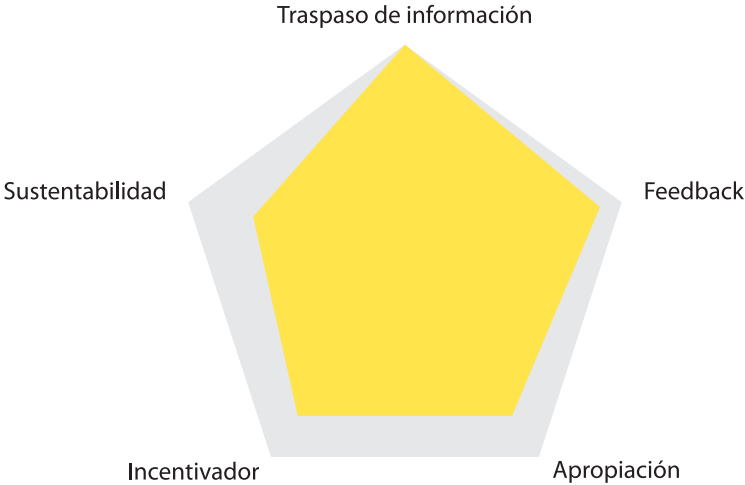 Traspaso de información
Sustentabilidad
Feedback
Incentivador
Apropiación